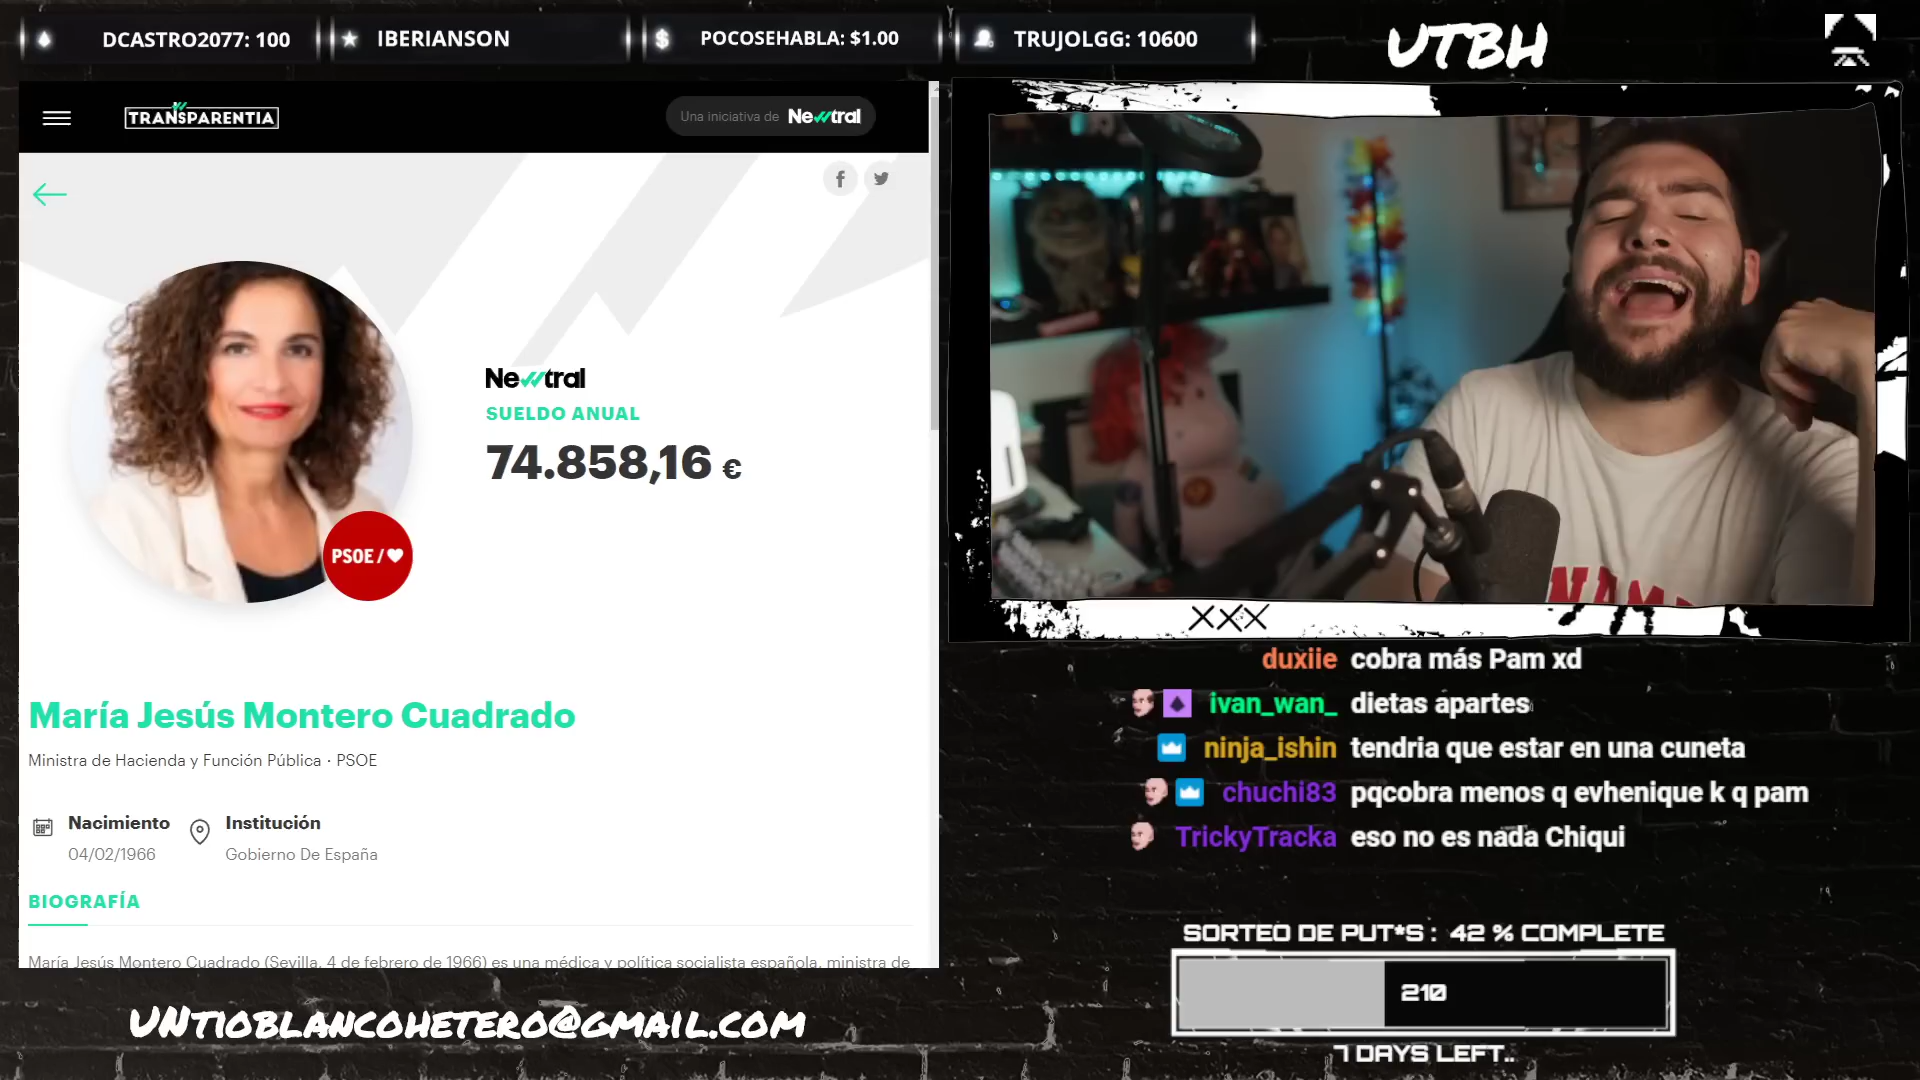 DCASTRO2077: 100
IBERIANSON
POCOSEHABLA: $1.00
TRUJOLGG: 10600
UTBH
TRANSPARENTIA
Una iniciativa de Newtral
Newtral
SUELDO ANUAL
74.858,16 €
PSOE/
María Jesús Montero Cuadrado
Ministra de Hacienda y Función Pública · PSOE
Nacimiento
04/02/1966
Institución
Gobierno De España
BIOGRAFÍA
María Jesús Montero Cuadrado (Sevilla, 4 de febrero de 1966) es una médica y política socialista española, ministra de
UNTIOBLANCOHETERO@GMAIL.COM
XXX
duxiie cobra más Pam xd
ivan_wan_ dietas apartes
ninja_ishin tendria que estar en una cuneta
chuchi83 pqcobra menos q evhenique k q pam
TrickyTracka eso no es nada Chiqui
SORTEO DE PUT*S : 42 % COMPLETE
210
7 DAYS LEFT..